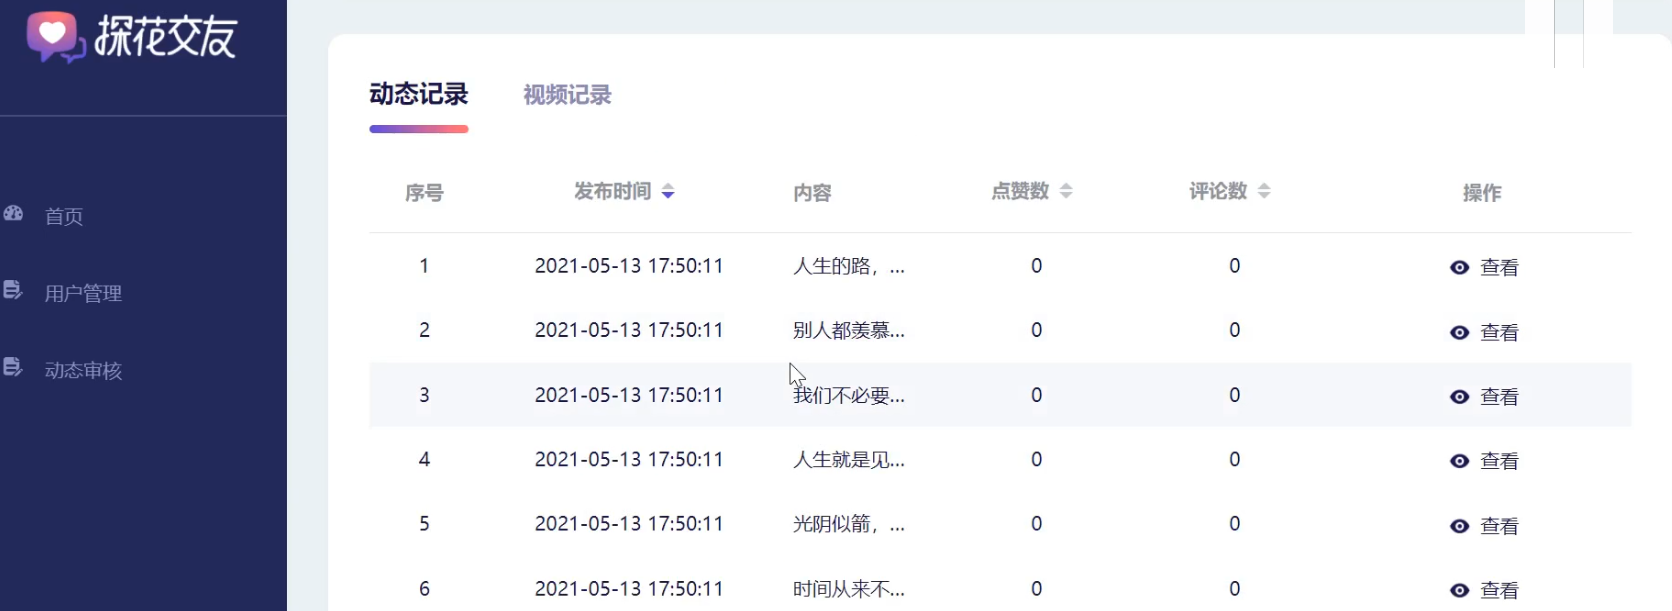 探花交友
首页
用户管理
动态审核
动态记录 视频记录
序号 发布时间 内容 点赞数 评论数 操作
1 2021-05-13 17:50:11 人生的路，... 0 0 查看
2 2021-05-13 17:50:11 别人都羡慕... 0 0 查看
3 2021-05-13 17:50:11 我们不必要... 0 0 查看
4 2021-05-13 17:50:11 人生就是见... 0 0 查看
5 2021-05-13 17:50:11 光阴似箭，... 0 0 查看
6 2021-05-13 17:50:11 时间从来不... 0 0 查看